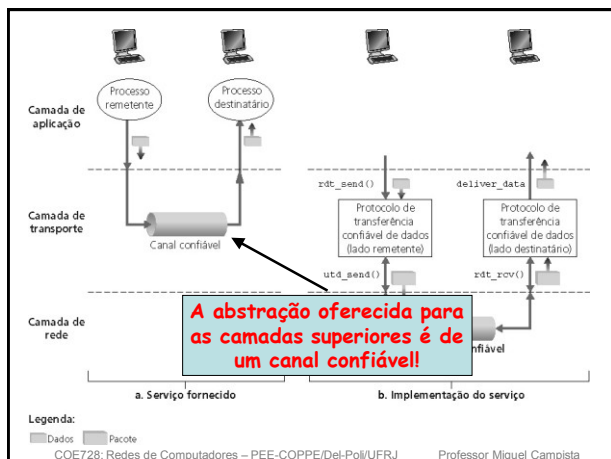 Camada de
aplicação
Processo
remetente
Processo
destinatário
Camada de
transporte
Canal confiável
rdt_send()
deliver_data
Protocolo de
transferência
confiável de dados
(lado remetente)
Protocolo de
transferência
confiável de dados
(lado destinatário)
utd_send()
rdt_rcv()
Camada de
rede
A abstração oferecida para
as camadas superiores é de
um canal confiável!
a. Serviço fornecido
b. Implementação do serviço
Legenda:
Dados
Pacote
COE728: Redes de Computadores – PEE-COPPE/Del-Poli/UFRJ
Professor Miguel Campista